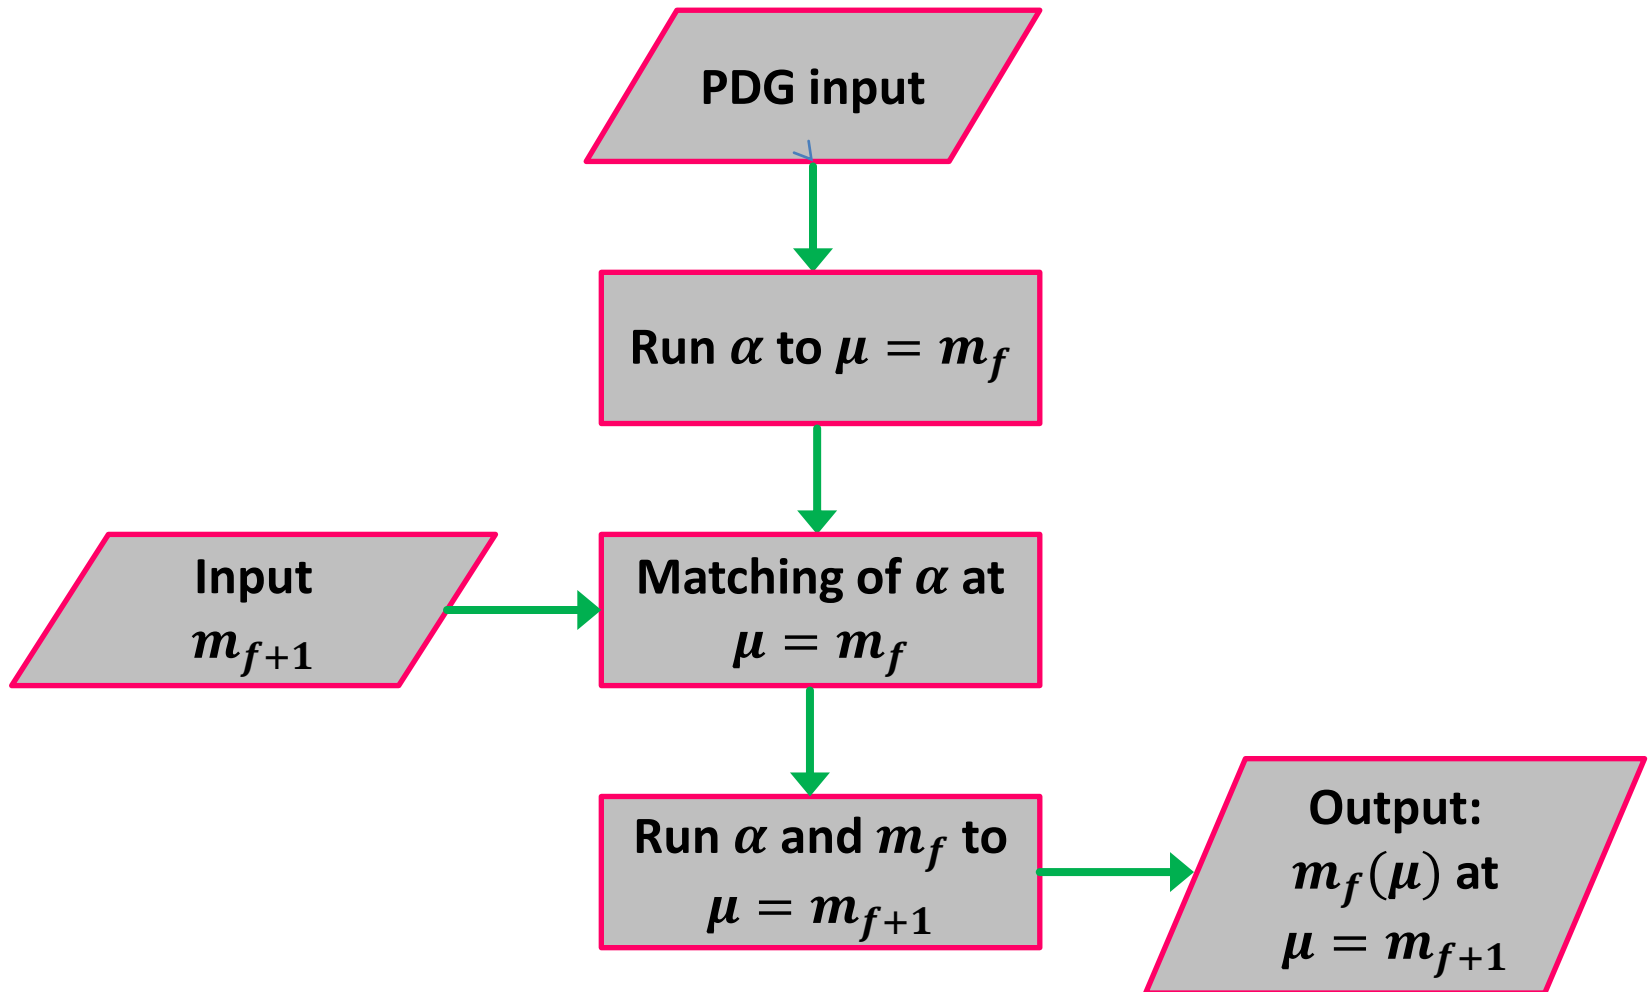 PDG input
Run α to μ = m_f
Input
m_{f+1}
Matching of α at
μ = m_f
Run α and m_f to
μ = m_{f+1}
Output:
m_f(μ) at
μ = m_{f+1}